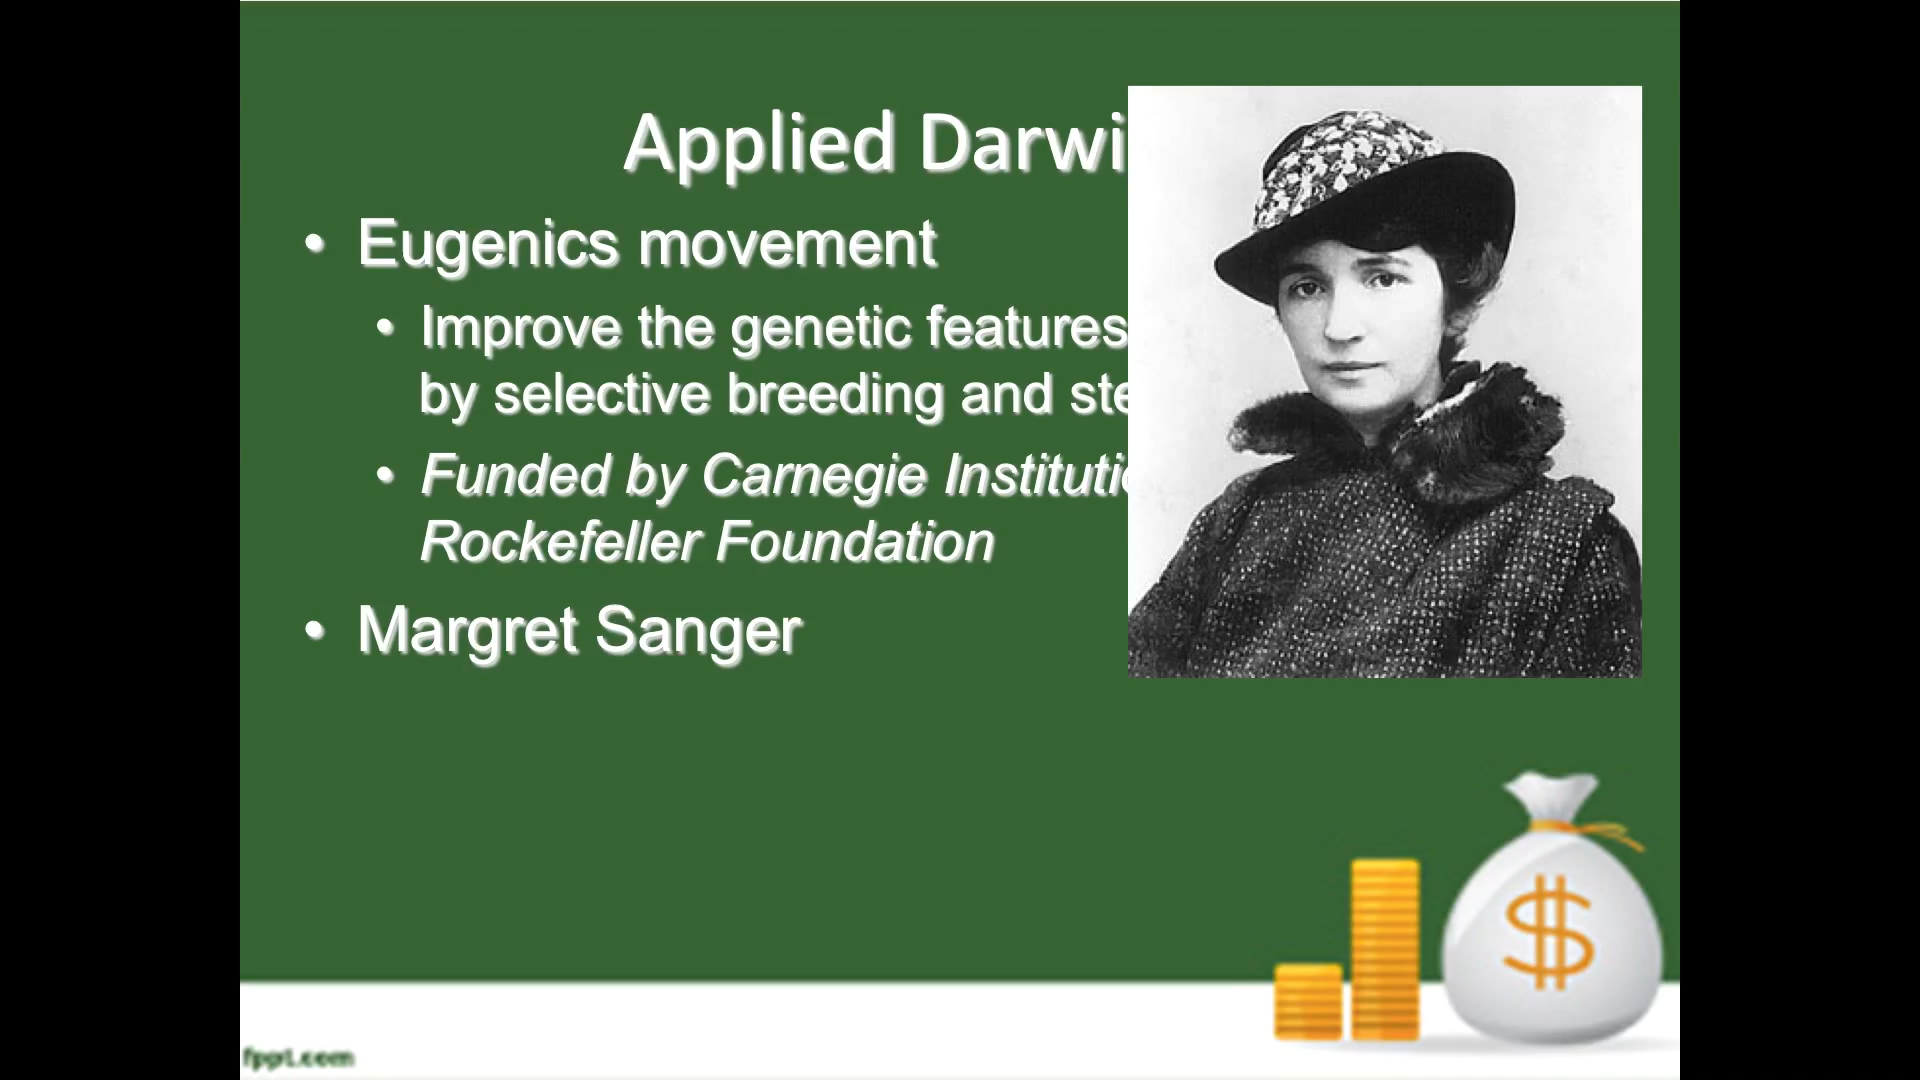 Applied Darwi
• Eugenics movement
• Improve the genetic features
by selective breeding and ste
• Funded by Carnegie Instituti
Rockefeller Foundation
• Margret Sanger
$
fppt.com